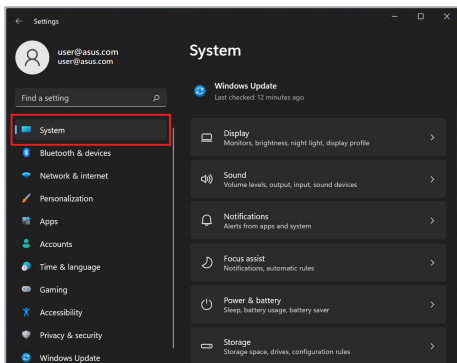 Settings
user@asus.com
user@asus.com
Find a setting
System
Bluetooth & devices
Network & internet
Personalization
Apps
Accounts
Time & language
Gaming
Accessibility
Privacy & security
Windows Update
System
Windows Update
Last checked: 12 minutes ago
Display
Monitors, brightness, night light, display profile
Sound
Volume levels, output, input, sound devices
Notifications
Alerts from apps and system
Focus assist
Notifications, automatic rules
Power & battery
Sleep, battery usage, battery saver
Storage
Storage space, drives, configuration rules